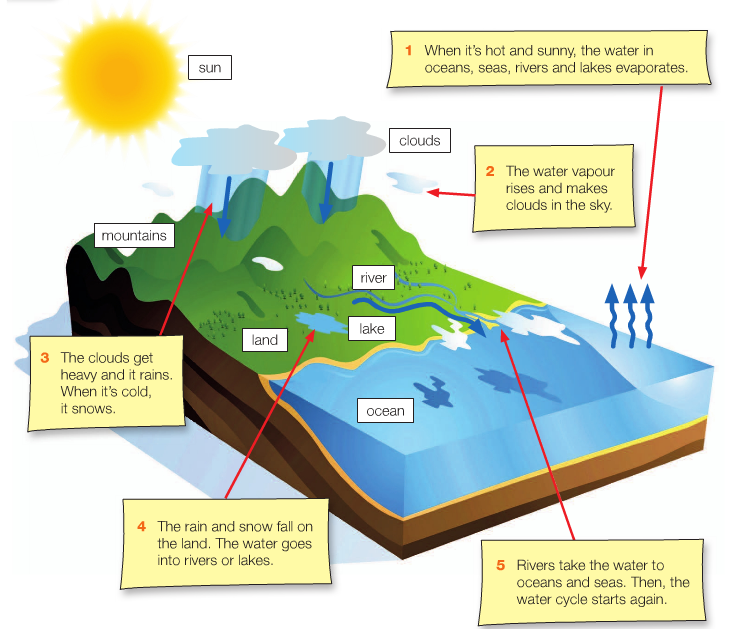 sun
1 When it's hot and sunny, the water in
oceans, seas, rivers and lakes evaporates.
clouds
2 The water vapour
rises and makes
clouds in the sky.
mountains
river
lake
land
3 The clouds get
heavy and it rains.
When it's cold,
it snows.
ocean
4 The rain and snow fall on
the land. The water goes
into rivers or lakes.
5 Rivers take the water to
oceans and seas. Then, the
water cycle starts again.